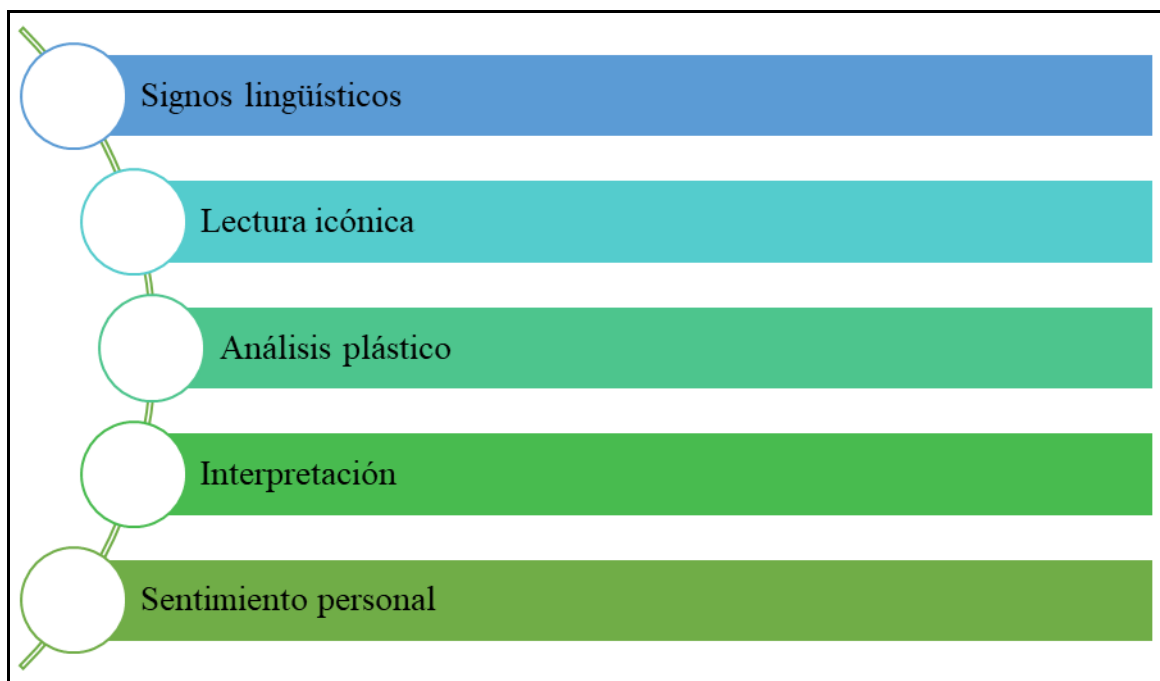 Signos lingüísticos
Lectura icónica
Análisis plástico
Interpretación
Sentimiento personal